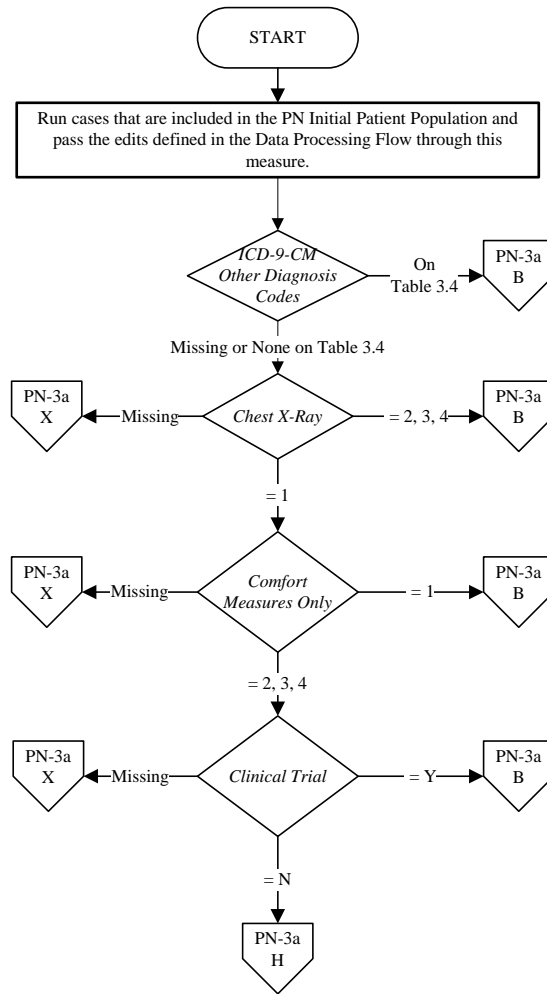 START
Run cases that are included in the PN Initial Patient Population and
pass the edits defined in the Data Processing Flow through this
measure.
ICD-9-CM
Other Diagnosis
Codes
On
Table 3.4
PN-3a
B
Missing or None on Table 3.4
PN-3a
X
Missing
Chest X-Ray
= 2, 3, 4
PN-3a
B
= 1
PN-3a
X
Missing
Comfort
Measures Only
= 1
PN-3a
B
= 2, 3, 4
PN-3a
X
Missing
Clinical Trial
= Y
PN-3a
B
= N
PN-3a
H